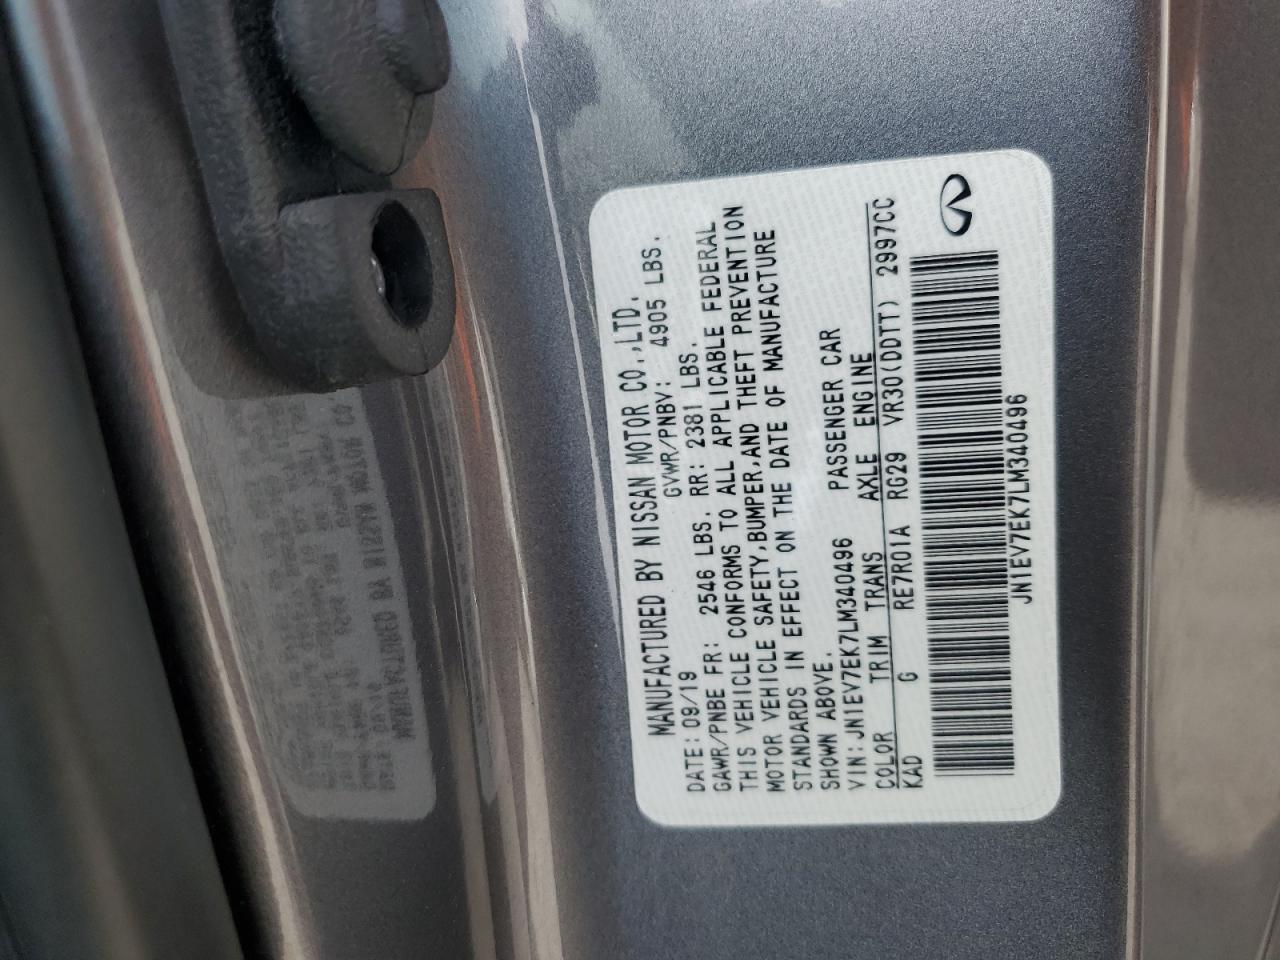 MANUFACTURED BY NISSAN MOTOR CO.,LTD.
DATE: 09/19 GVWR/PNBV: 4905 LBS.
GAWR/PNBE FR: 2546 LBS. RR: 2381 LBS.
THIS VEHICLE CONFORMS TO ALL APPLICABLE FEDERAL
MOTOR VEHICLE SAFETY,BUMPER,AND THEFT PREVENTION
STANDARDS IN EFFECT ON THE DATE OF MANUFACTURE
SHOWN ABOVE.
VIN: JN1EV7EK7LM340496 PASSENGER CAR
COLOR TRIM TRANS AXLE ENGINE
KAD G RE7R01A RG29 VR30(DDTT) 2997CC
JN1EV7EK7LM340496